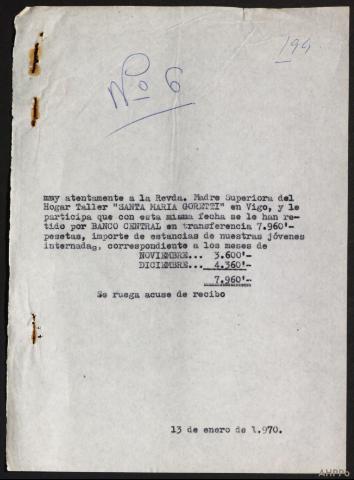 194
Nº 6
muy atentamente a la Revda. Madre Superiora del
Hogar Taller "SANTA MARIA GORETTI" en Vigo, y le
participa que con esta misma fecha se le han re-
tido por BANCO CENTRAL en transferencia 7.960'-
pesetas, importe de estancias de nuestras jóvenes
internadas, correspondiente a los meses de
NOVIEMBRE... 3.600'-
DICIEMBRE... 4.360'-
7.960'-
Se ruega acuse de recibo
13 de enero de 1.970.
AHPPO